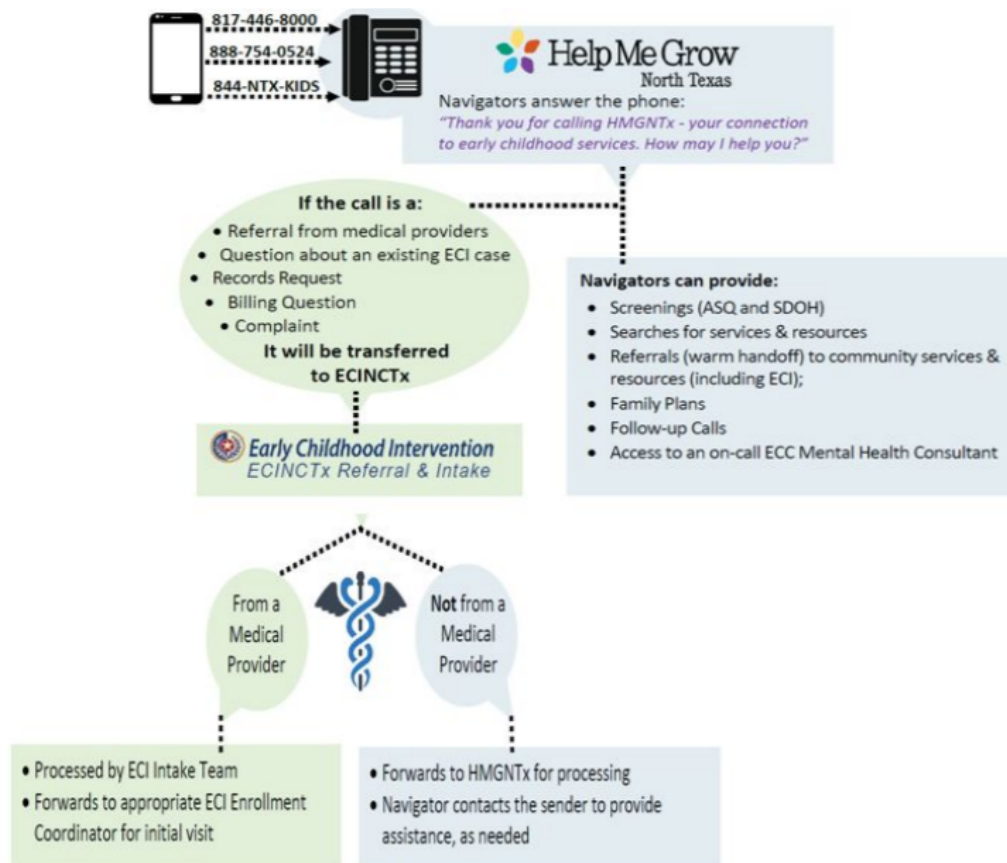 817-446-8000
888-754-0524
844-NTX-KIDS
Help Me Grow
North Texas
Navigators answer the phone:
"Thank you for calling HMGNTx - your connection
to early childhood services. How may I help you?"
If the call is a:
• Referral from medical providers
• Question about an existing ECI case
• Records Request
• Billing Question
• Complaint
It will be transferred
to ECINCTx
Navigators can provide:
• Screenings (ASQ and SDOH)
• Searches for services & resources
• Referrals (warm handoff) to community services &
resources (including ECI);
• Family Plans
• Follow-up Calls
• Access to an on-call ECC Mental Health Consultant
Early Childhood Intervention
ECINCTx Referral & Intake
From a
Medical
Provider
Not from a
Medical
Provider
• Processed by ECI Intake Team
• Forwards to appropriate ECI Enrollment
Coordinator for initial visit
• Forwards to HMGNTx for processing
• Navigator contacts the sender to provide
assistance, as needed